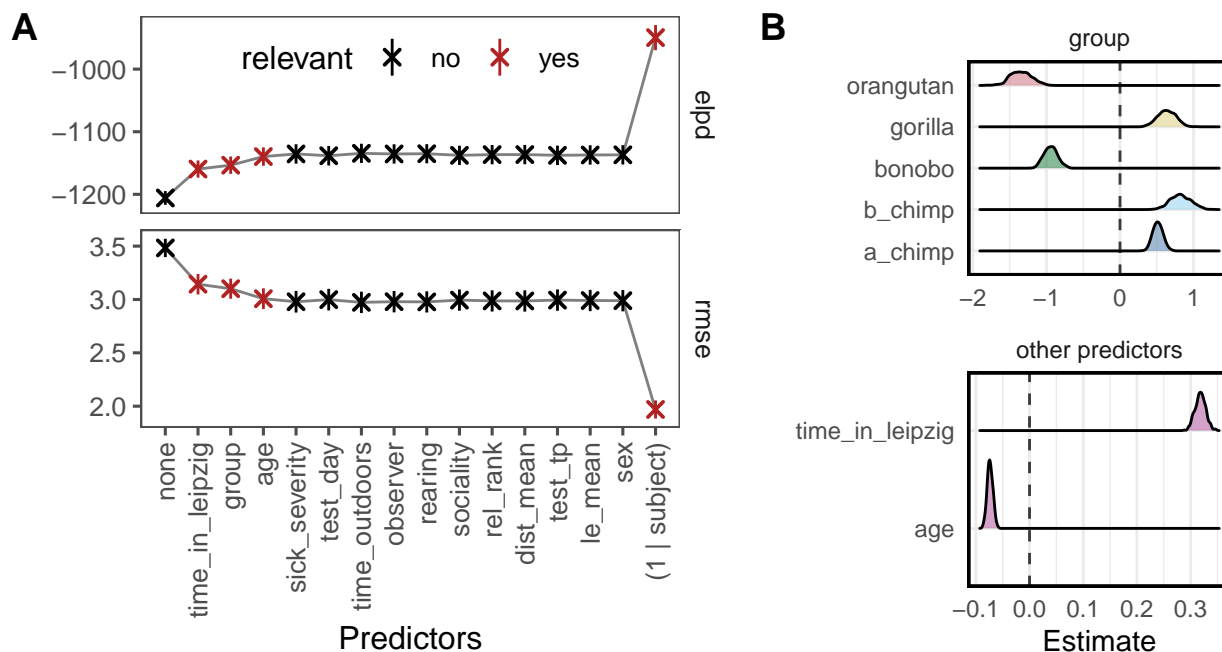 A
relevant no yes
−1000
−1100
−1200
elpd
3.5
3.0
2.5
2.0
rmse
none
time_in_leipzig
group
age
sick_severity
test_day
time_outdoors
observer
rearing
sociality
rel_rank
dist_mean
test_tp
le_mean
sex
(1 | subject)
Predictors
B
group
orangutan
gorilla
bonobo
b_chimp
a_chimp
−2 −1 0 1
other predictors
time_in_leipzig
age
−0.1 0.0 0.1 0.2 0.3
Estimate